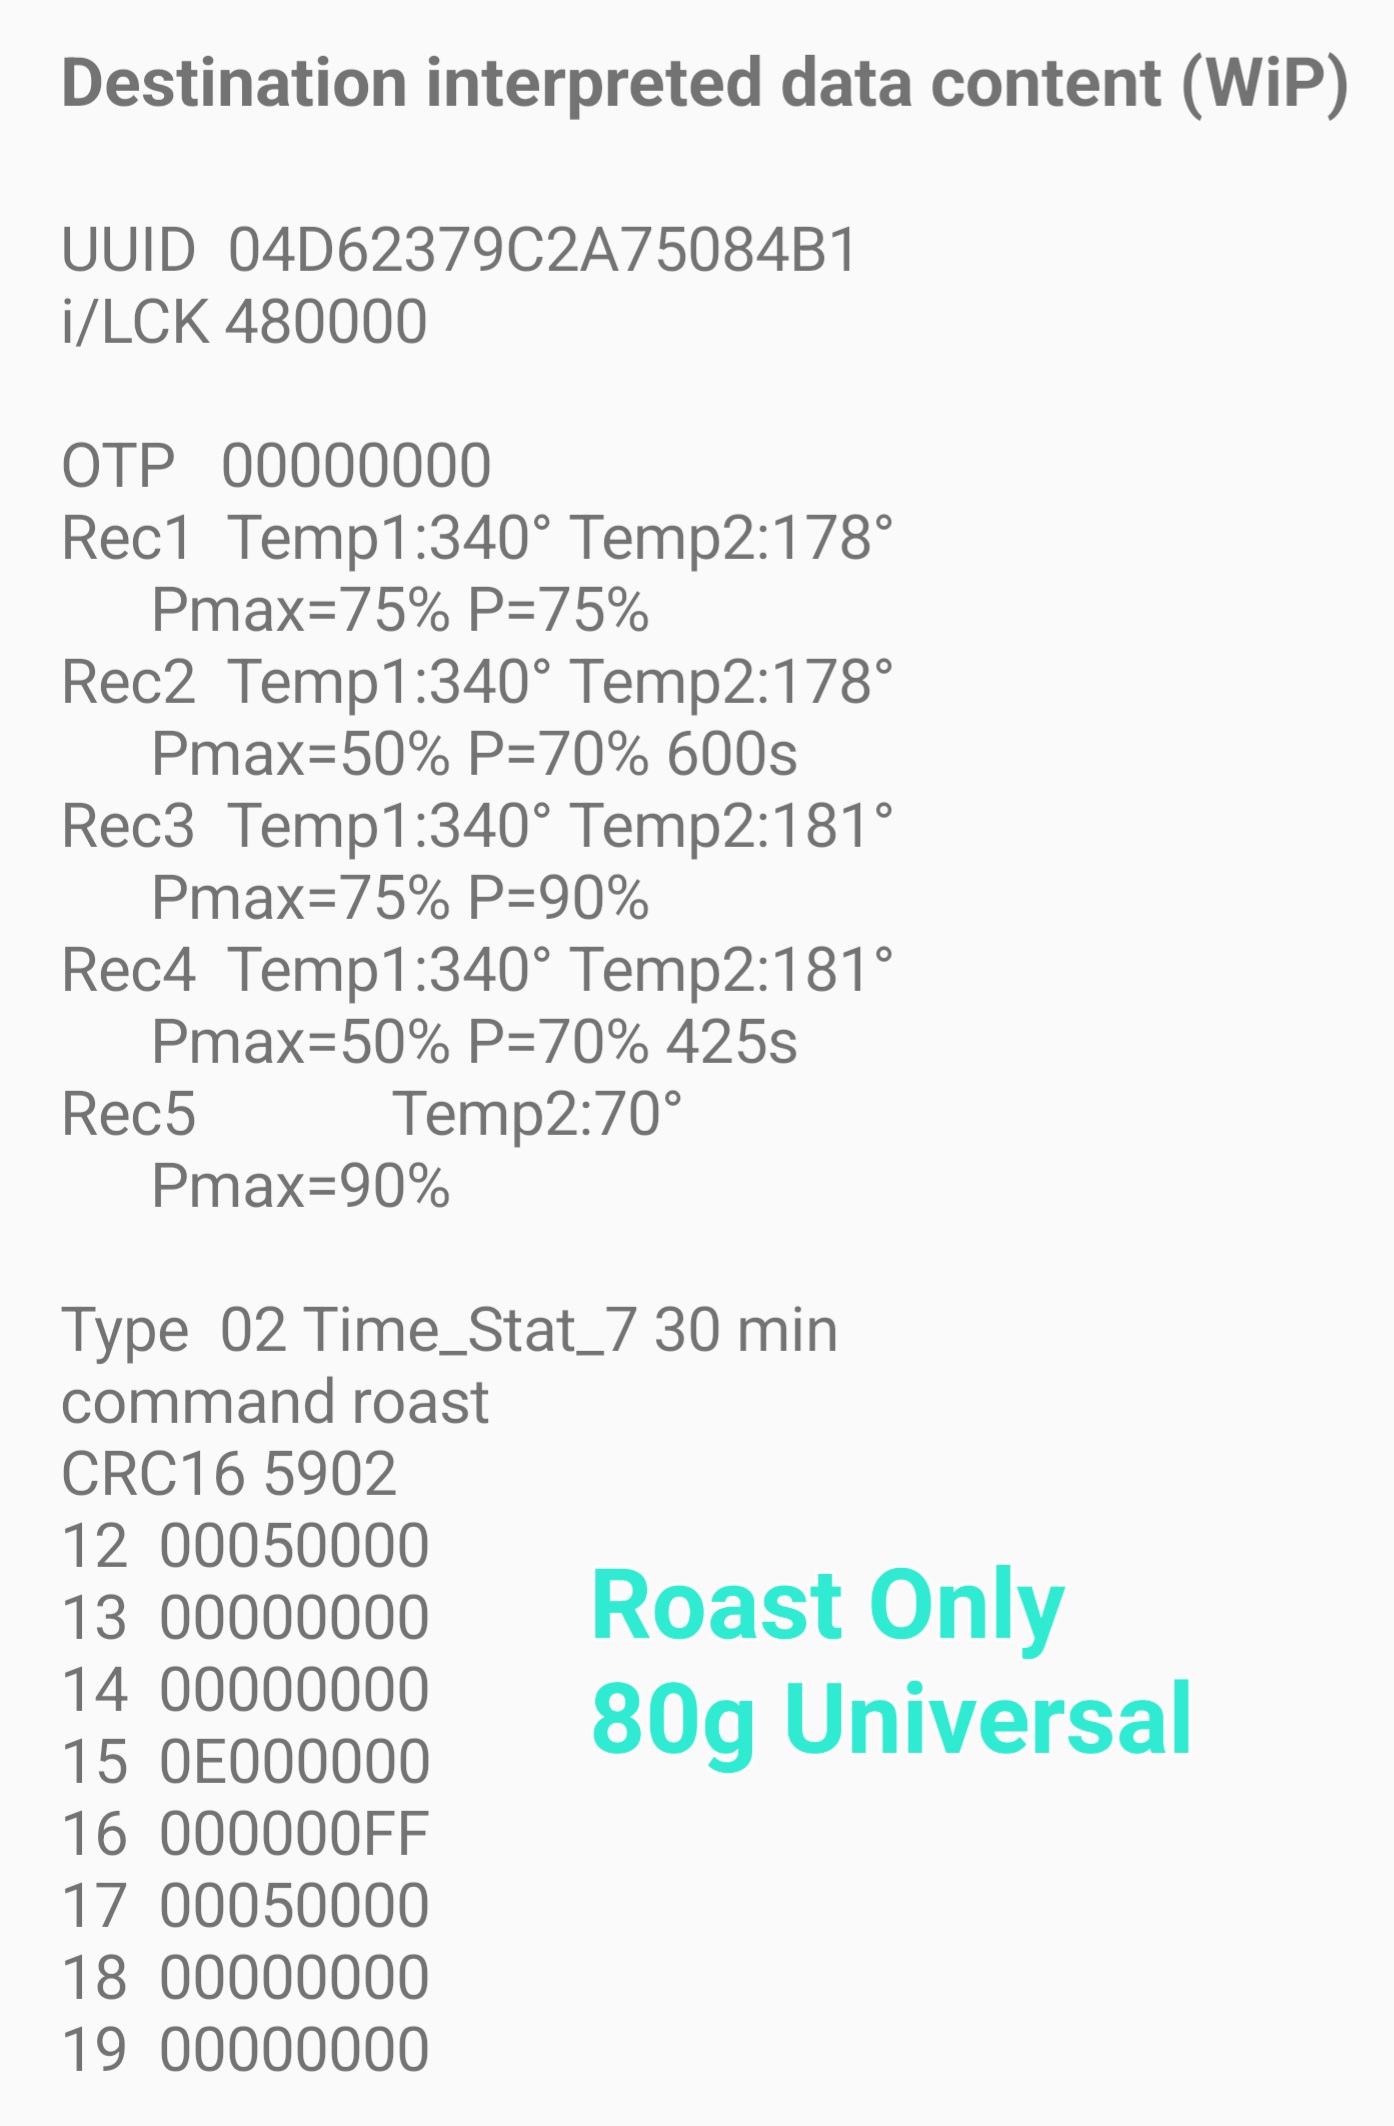 Destination interpreted data content (WiP)
UUID 04D62379C2A75084B1
i/LCK 480000
OTP 00000000
Rec1 Temp1:340° Temp2:178°
Pmax=75% P=75%
Rec2 Temp1:340° Temp2:178°
Pmax=50% P=70% 600s
Rec3 Temp1:340° Temp2:181°
Pmax=75% P=90%
Rec4 Temp1:340° Temp2:181°
Pmax=50% P=70% 425s
Rec5 Temp2:70°
Pmax=90%
Type 02 Time_Stat_7 30 min
command roast
CRC16 5902
12 00050000
13 00000000
14 00000000
15 0E000000
16 000000FF
17 00050000
18 00000000
19 00000000
Roast Only
80g Universal